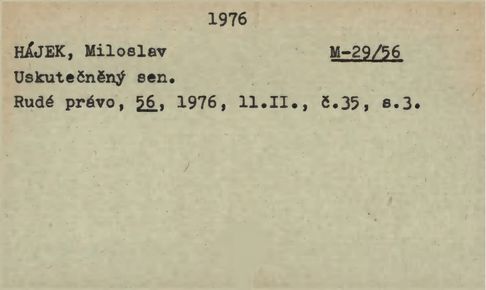 1976
HÁJEK, Miloslav M-29/56
Uskutečněný sen.
Rudé právo, 56, 1976, 11.II., č.35, s.3.